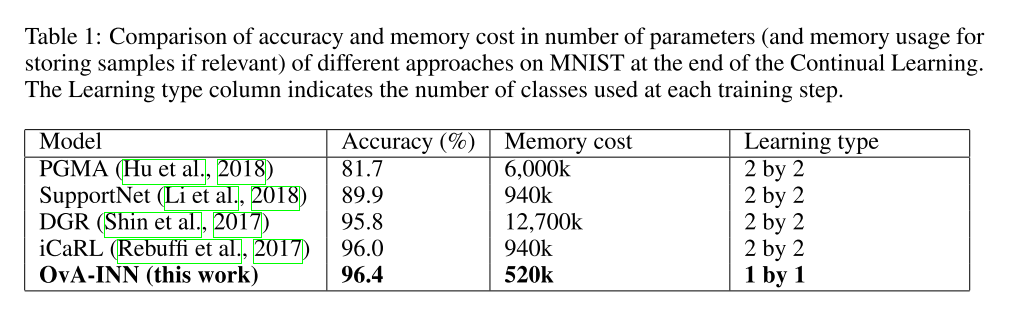 Table 1: Comparison of accuracy and memory cost in number of parameters (and memory usage for
storing samples if relevant) of different approaches on MNIST at the end of the Continual Learning.
The Learning type column indicates the number of classes used at each training step.
Model Accuracy (%) Memory cost Learning type
PGMA (Hu et al., 2018) 81.7 6,000k 2 by 2
SupportNet (Li et al., 2018) 89.9 940k 2 by 2
DGR (Shin et al., 2017) 95.8 12,700k 2 by 2
iCaRL (Rebuffi et al., 2017) 96.0 940k 2 by 2
OvA-INN (this work) 96.4 520k 1 by 1